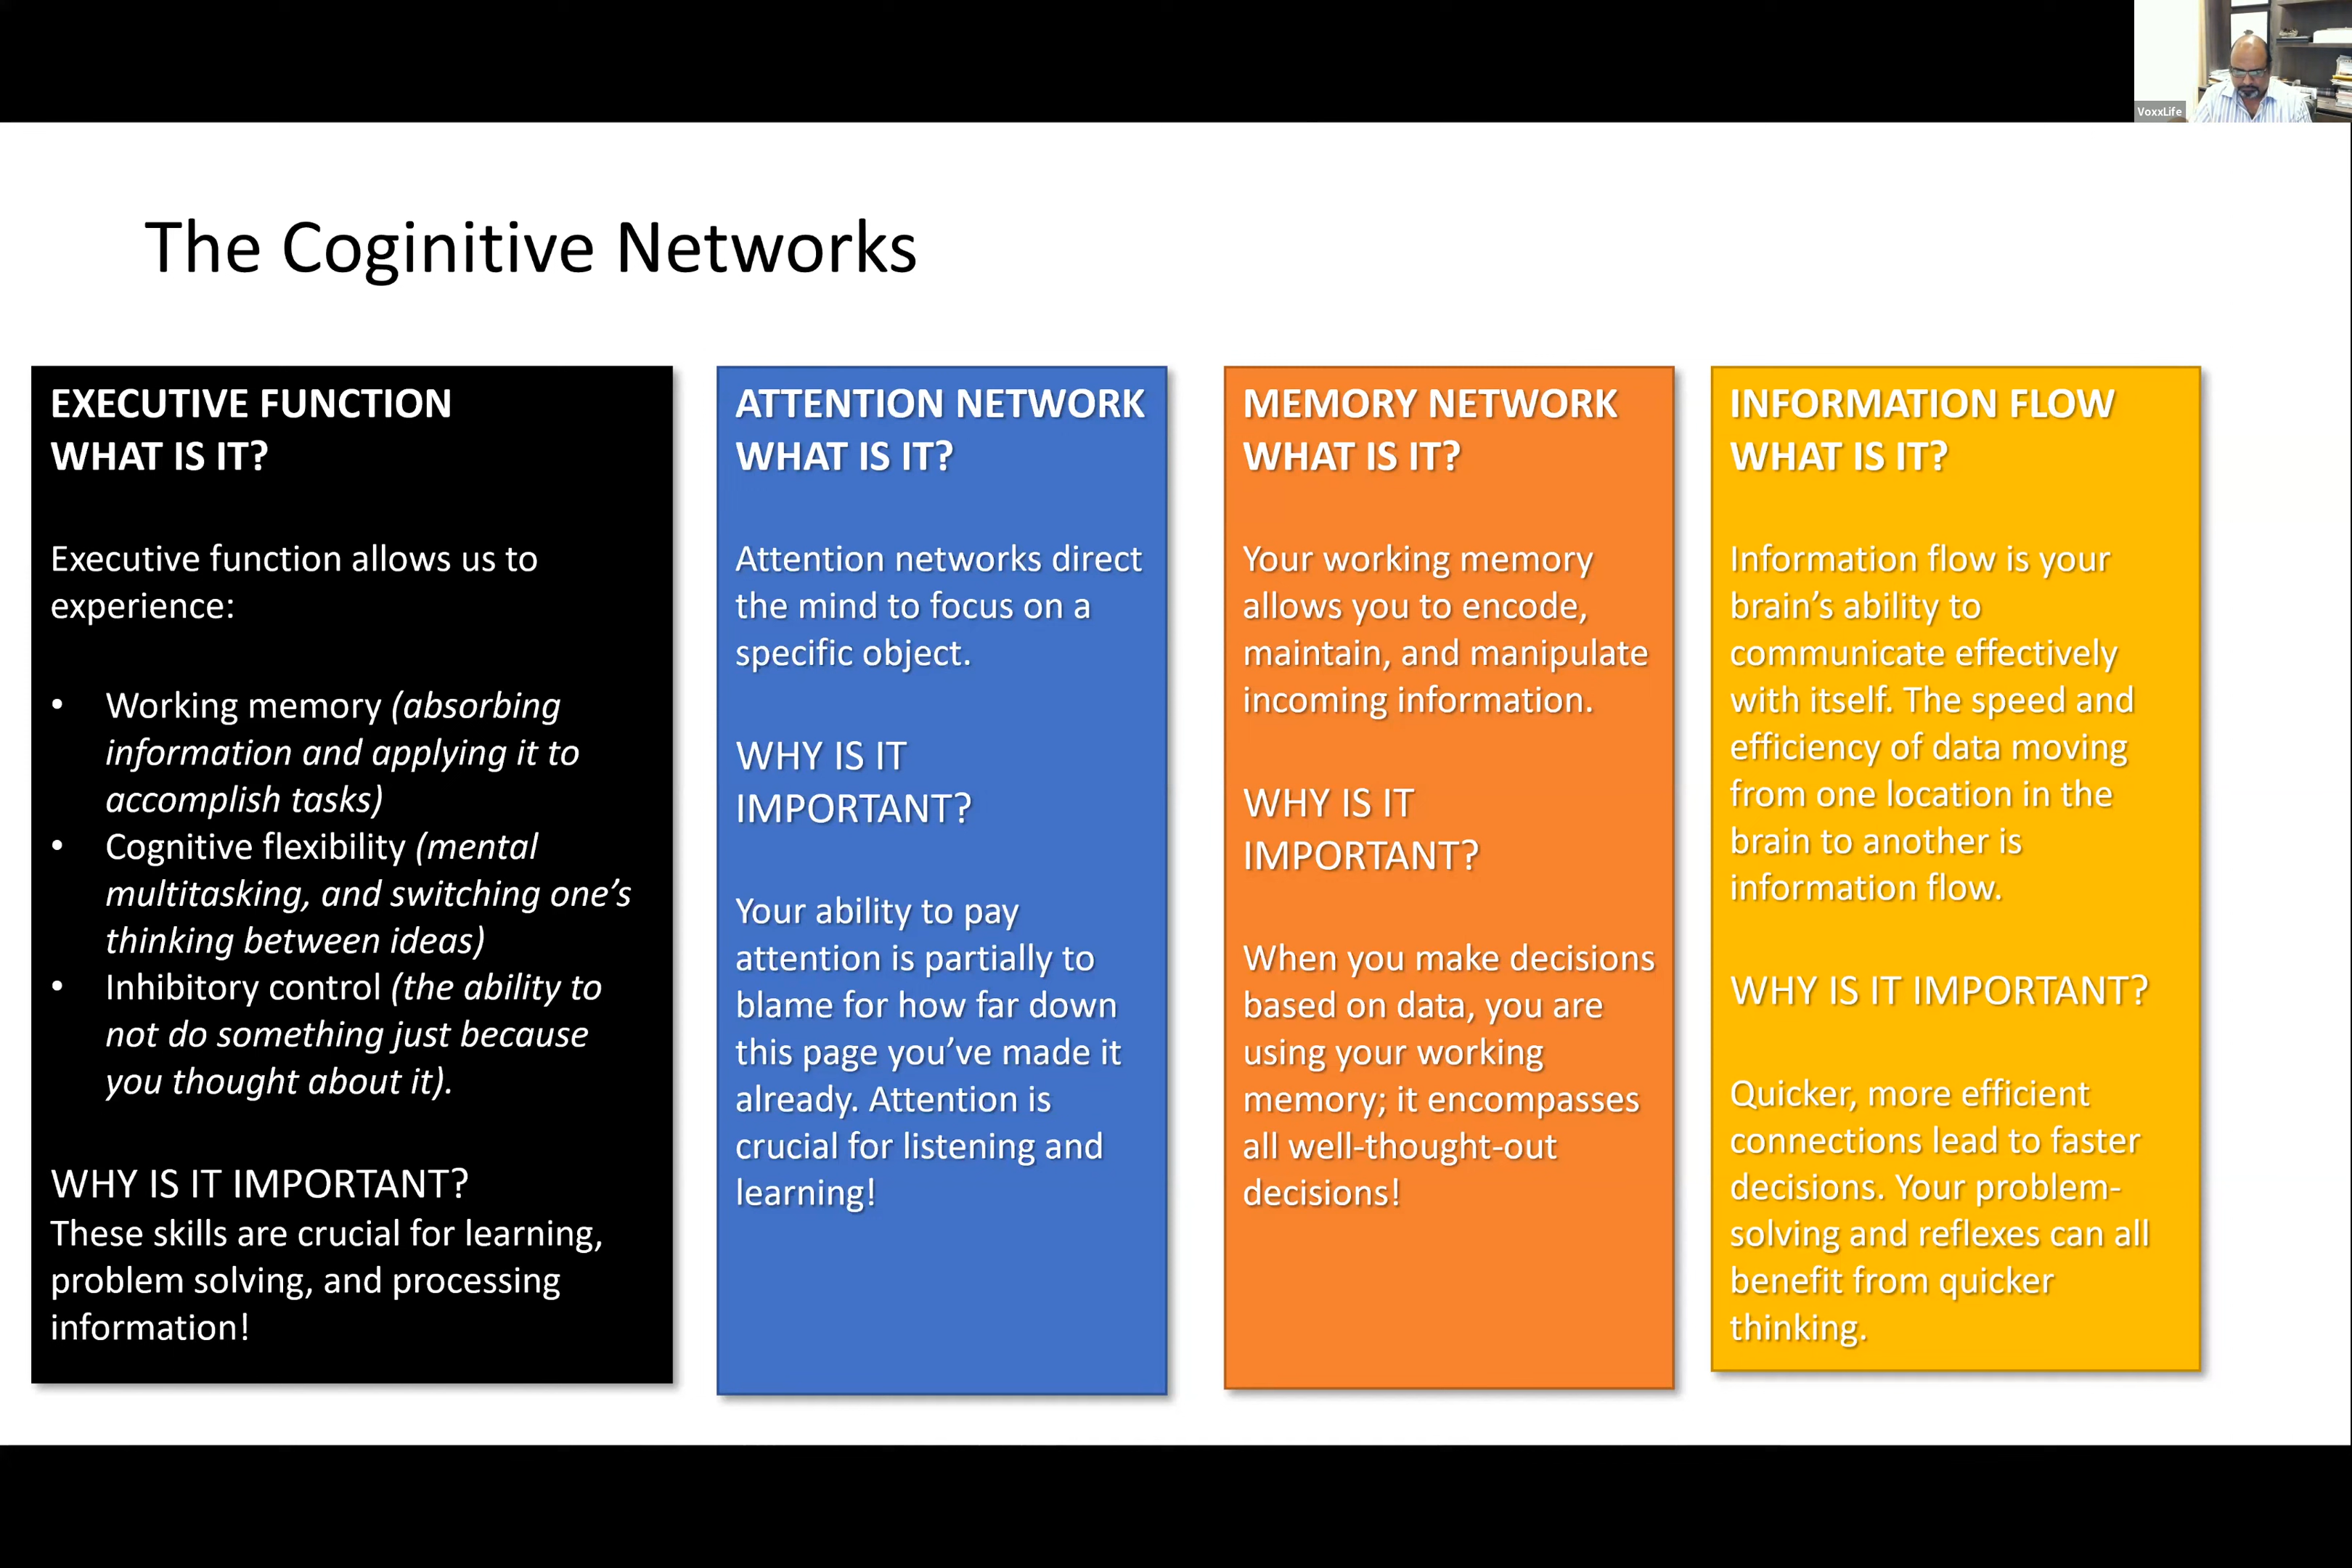 VoxxLife
The Coginitive Networks
EXECUTIVE FUNCTION
WHAT IS IT?
Executive function allows us to
experience:
• Working memory (absorbing
information and applying it to
accomplish tasks)
• Cognitive flexibility (mental
multitasking, and switching one’s
thinking between ideas)
• Inhibitory control (the ability to
not do something just because
you thought about it).
WHY IS IT IMPORTANT?
These skills are crucial for learning,
problem solving, and processing
information!
ATTENTION NETWORK
WHAT IS IT?
Attention networks direct
the mind to focus on a
specific object.
WHY IS IT
IMPORTANT?
Your ability to pay
attention is partially to
blame for how far down
this page you’ve made it
already. Attention is
crucial for listening and
learning!
MEMORY NETWORK
WHAT IS IT?
Your working memory
allows you to encode,
maintain, and manipulate
incoming information.
WHY IS IT
IMPORTANT?
When you make decisions
based on data, you are
using your working
memory; it encompasses
all well-thought-out
decisions!
INFORMATION FLOW
WHAT IS IT?
Information flow is your
brain’s ability to
communicate effectively
with itself. The speed and
efficiency of data moving
from one location in the
brain to another is
information flow.
WHY IS IT IMPORTANT?
Quicker, more efficient
connections lead to faster
decisions. Your problem-
solving and reflexes can all
benefit from quicker
thinking.